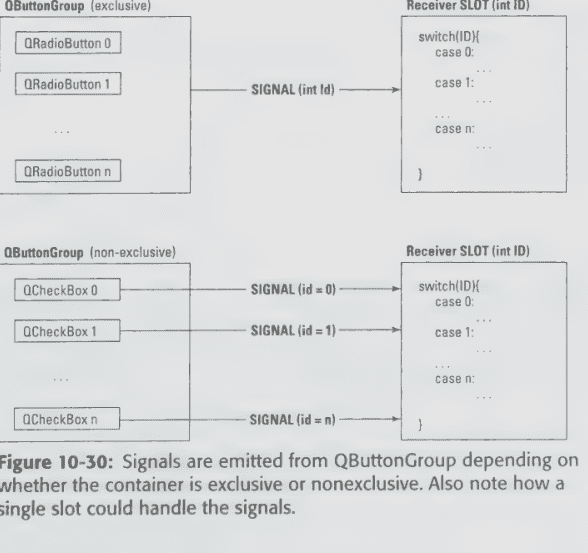 QButtonGroup (exclusive)
QRadioButton 0
QRadioButton 1
...
QRadioButton n
SIGNAL (int Id)
Receiver SLOT (int ID)
switch(ID){
case 0:
...
case 1:
...
...
case n:
...
}
QButtonGroup (non-exclusive)
QCheckBox 0
QCheckBox 1
...
QCheckBox n
SIGNAL (id = 0)
SIGNAL (id = 1)
SIGNAL (id = n)
Receiver SLOT (int ID)
switch(ID){
case 0:
...
case 1:
...
...
case n:
...
}
Figure 10-30: Signals are emitted from QButtonGroup depending on
whether the container is exclusive or nonexclusive. Also note how a
single slot could handle the signals.